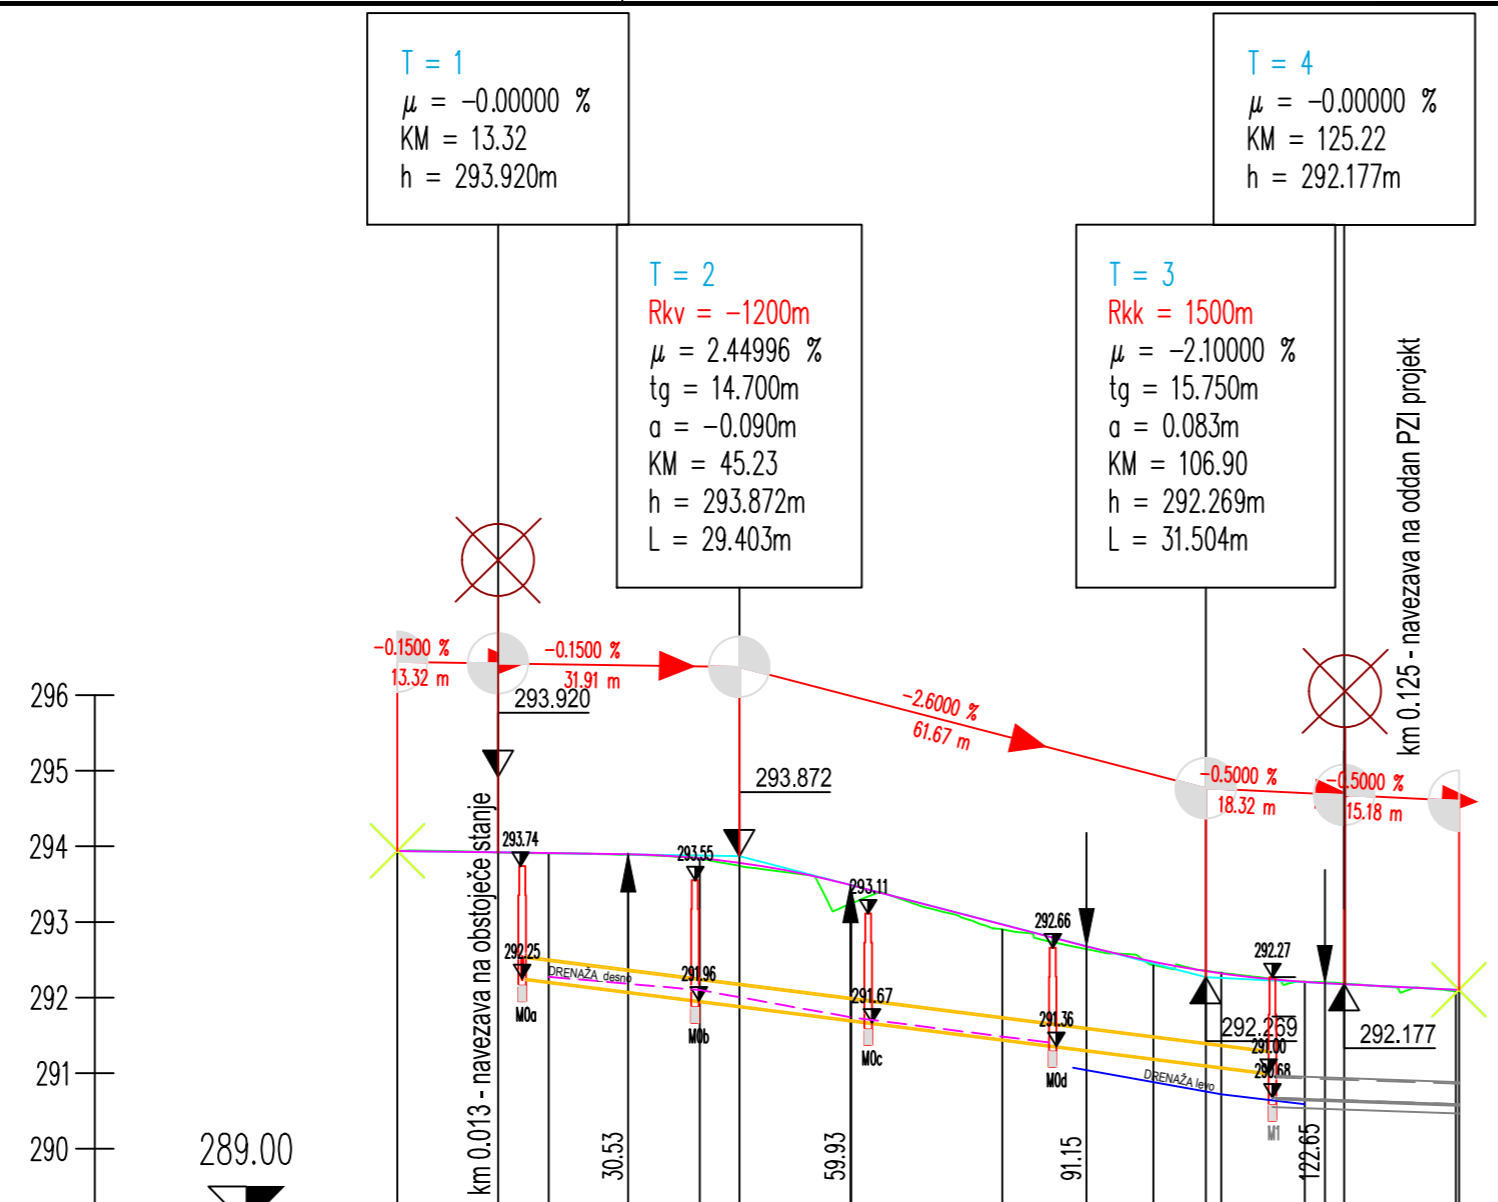 T = 1
μ = -0.00000 %
KM = 13.32
h = 293.920m
T = 4
μ = -0.00000 %
KM = 125.22
h = 292.177m
T = 2
Rkv = -1200m
μ = 2.44996 %
tg = 14.700m
a = -0.090m
KM = 45.23
h = 293.872m
L = 29.403m
T = 3
Rkk = 1500m
μ = -2.10000 %
tg = 15.750m
a = 0.083m
KM = 106.90
h = 292.269m
L = 31.504m
km 0.125 - navezava na oddan PZI projekt
-0.1500 %
13.32 m
-0.1500 %
31.91 m
-2.6000 %
61.67 m
-0.5000 %
18.32 m
-0.5000 %
15.18 m
293.920
293.872
296
295
294
293
292
291
290
289.00
km 0.013 - navezava na obstoječe stanje
293.74
293.55
293.11
292.66
292.27
292.25
DRENAŽA desno
291.96
291.67
291.36
292.269
291.00
290.68
292.177
M0a
M0b
M0c
M0d
DRENAŽA levo
M1
30.53
59.93
91.15
122.65